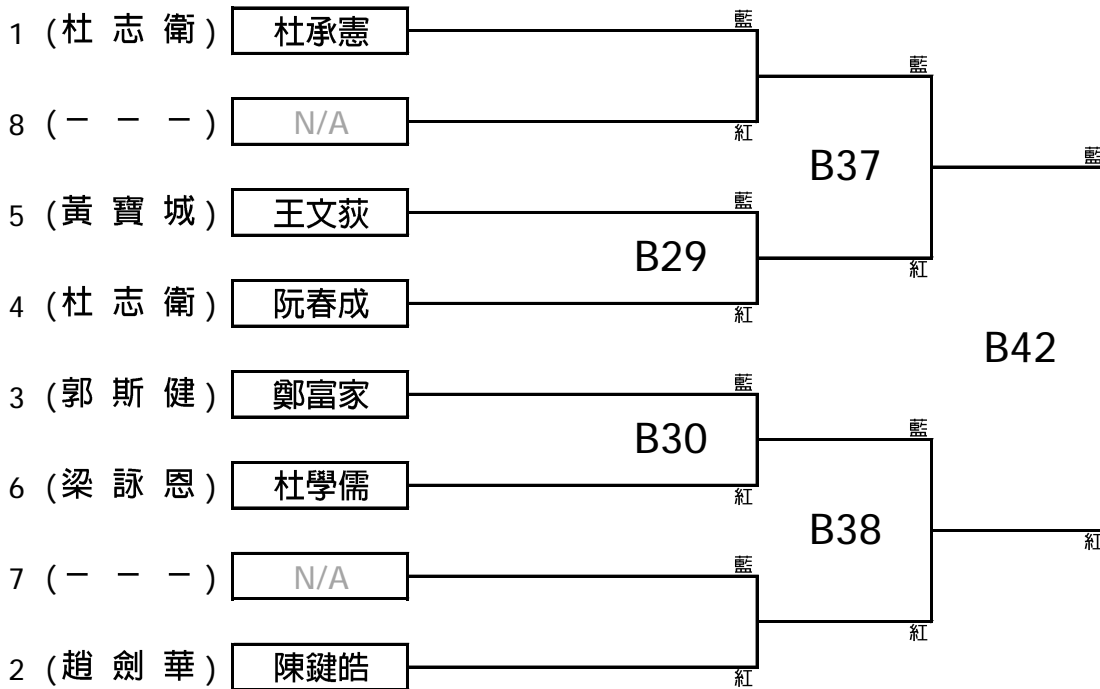 1 (杜 志 衛) 杜承憲 藍
藍
8 (－ － －) N/A 紅
B37
藍
5 (黃 寶 城) 王文荻 藍
B29
紅
4 (杜 志 衛) 阮春成 紅
B42
3 (郭 斯 健) 鄭富家 藍
B30
藍
6 (梁 詠 恩) 杜學儒 紅
B38
紅
7 (－ － －) N/A 藍
紅
2 (趙 劍 華) 陳鍵皓 紅